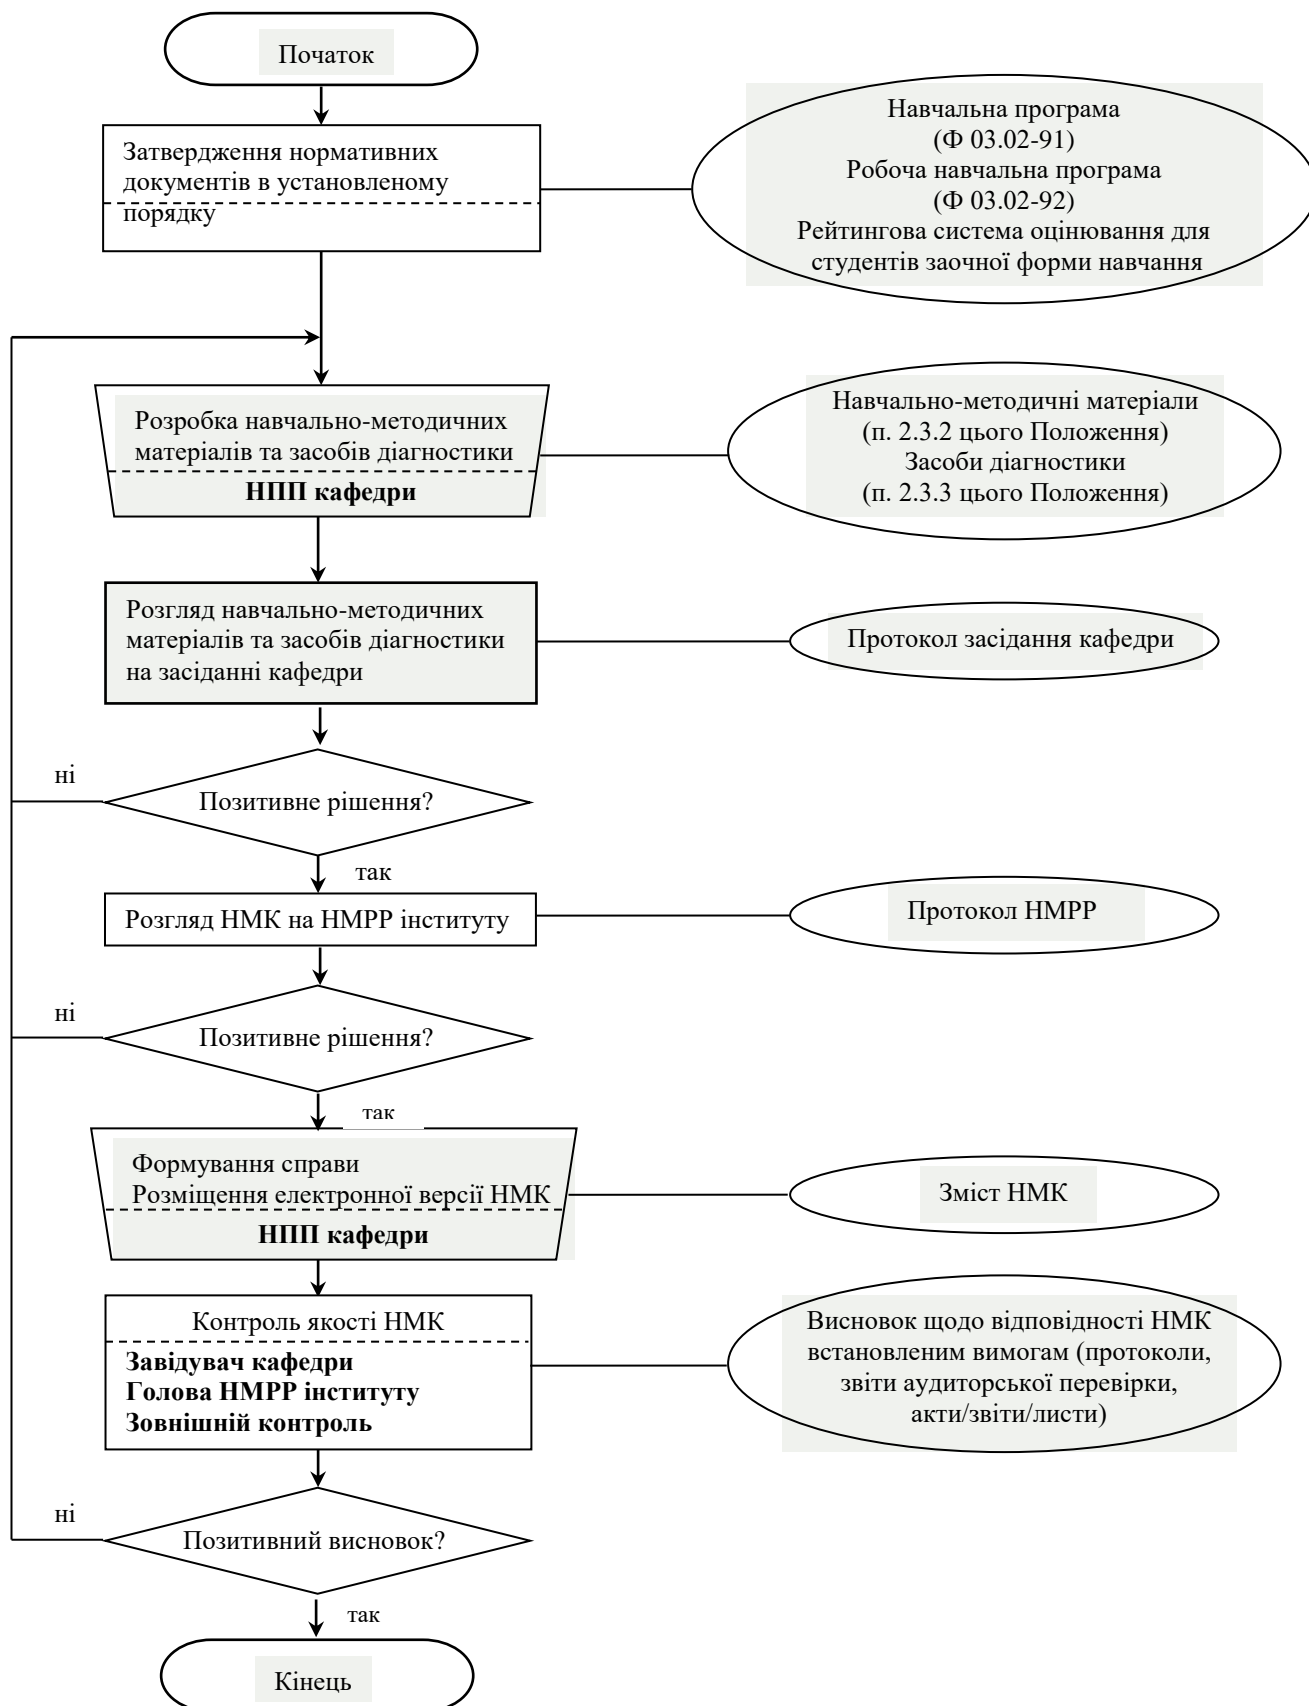 Початок
Затвердження нормативних
документів в установленому
порядку
Навчальна програма
(Ф 03.02-91)
Робоча навчальна програма
(Ф 03.02-92)
Рейтингова система оцінювання для
студентів заочної форми навчання
Розробка навчально-методичних
матеріалів та засобів діагностики
НПП кафедри
Навчально-методичні матеріали
(п. 2.3.2 цього Положення)
Засоби діагностики
(п. 2.3.3 цього Положення)
Розгляд навчально-методичних
матеріалів та засобів діагностики
на засіданні кафедри
Протокол засідання кафедри
ні
Позитивне рішення?
так
Розгляд НМК на НМРР інституту
Протокол НМРР
ні
Позитивне рішення?
так
Формування справи
Розміщення електронної версії НМК
НПП кафедри
Зміст НМК
Контроль якості НМК
Завідувач кафедри
Голова НМРР інституту
Зовнішній контроль
Висновок щодо відповідності НМК
встановленим вимогам (протоколи,
звіти аудиторської перевірки,
акти/звіти/листи)
ні
Позитивний висновок?
так
Кінець